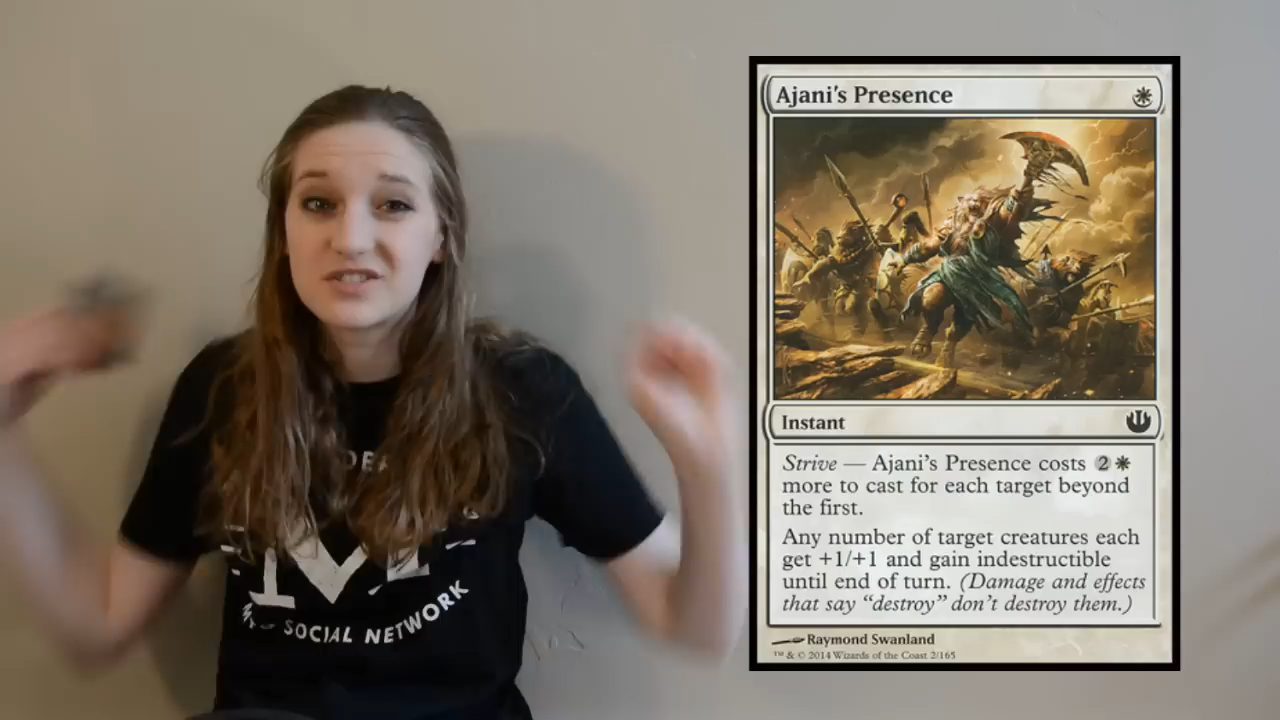 SOCIAL NETWORK
Ajani's Presence
Instant
Strive — Ajani's Presence costs 2
more to cast for each target beyond
the first.
Any number of target creatures each
get +1/+1 and gain indestructible
until end of turn. (Damage and effects
that say "destroy" don't destroy them.)
Raymond Swanland
™ & © 2014 Wizards of the Coast 2/165